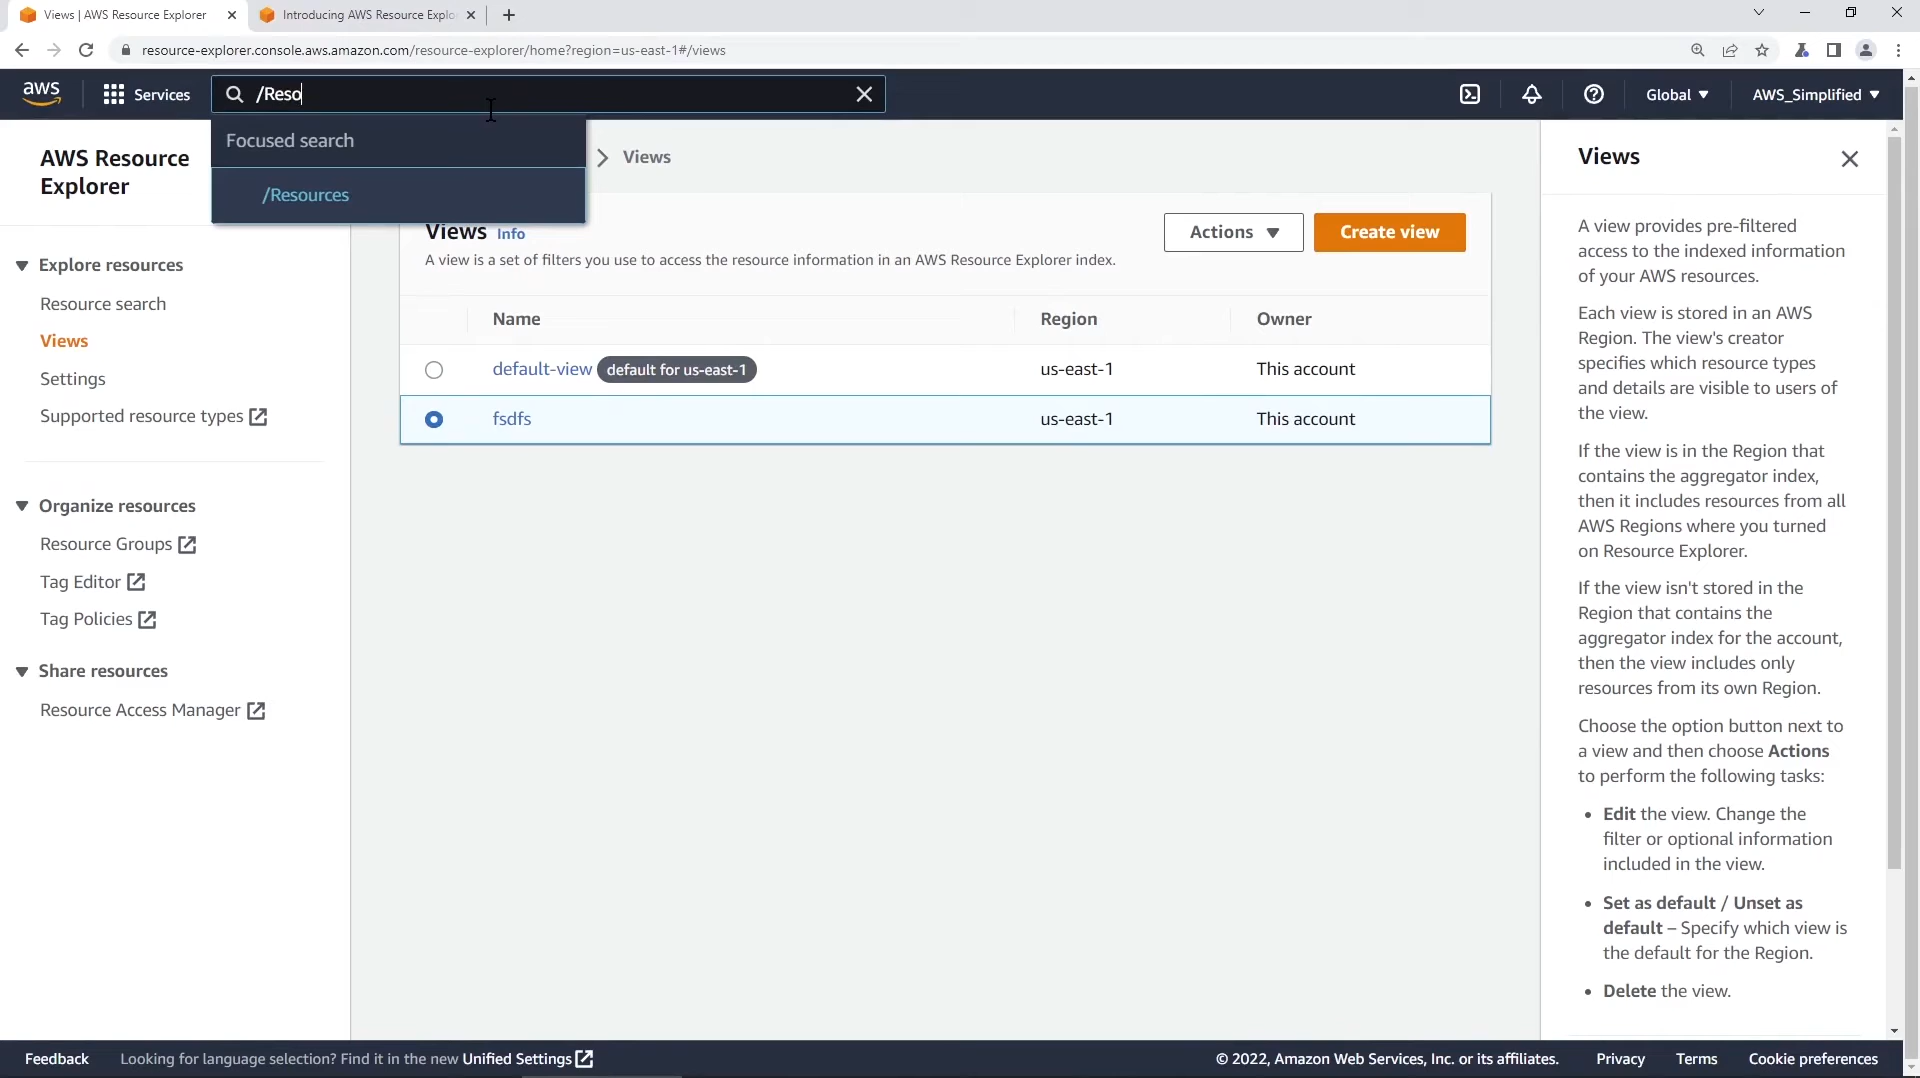 Views | AWS Resource Explorer
Introducing AWS Resource Explo
resource-explorer.console.aws.amazon.com/resource-explorer/home?region=us-east-1#/views
aws
Services
/Reso
Global
AWS_Simplified
Focused search
/Resources
AWS Resource
Explorer
Explore resources
Resource search
Views
Settings
Supported resource types
Organize resources
Resource Groups
Tag Editor
Tag Policies
Share resources
Resource Access Manager
Views
Views Info
Actions
Create view
A view is a set of filters you use to access the resource information in an AWS Resource Explorer index.
Name
Region
Owner
default-view
default for us-east-1
us-east-1
This account
fsdfs
us-east-1
This account
Views
A view provides pre-filtered
access to the indexed information
of your AWS resources.
Each view is stored in an AWS
Region. The view's creator
specifies which resource types
and details are visible to users of
the view.
If the view is in the Region that
contains the aggregator index,
then it includes resources from all
AWS Regions where you turned
on Resource Explorer.
If the view isn't stored in the
Region that contains the
aggregator index for the account,
then the view includes only
resources from its own Region.
Choose the option button next to
a view and then choose Actions
to perform the following tasks:
• Edit the view. Change the
filter or optional information
included in the view.
• Set as default / Unset as
default – Specify which view is
the default for the Region.
• Delete the view.
Feedback
Looking for language selection? Find it in the new Unified Settings
© 2022, Amazon Web Services, Inc. or its affiliates.
Privacy
Terms
Cookie preferences